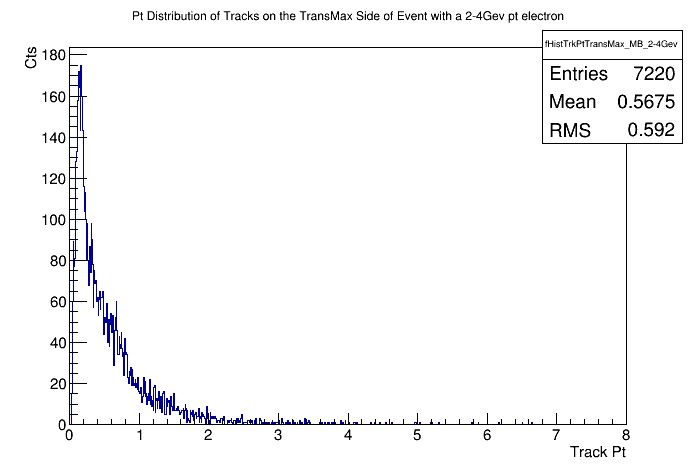 Pt Distribution of Tracks on the TransMax Side of Event with a 2-4Gev pt electron
fHistTrkPtTransMax_MB_2-4Gev
Entries 7220
Mean 0.5675
RMS 0.592
Cts
180
160
140
120
100
80
60
40
20
0
0 1 2 3 4 5 6 7 8
Track Pt